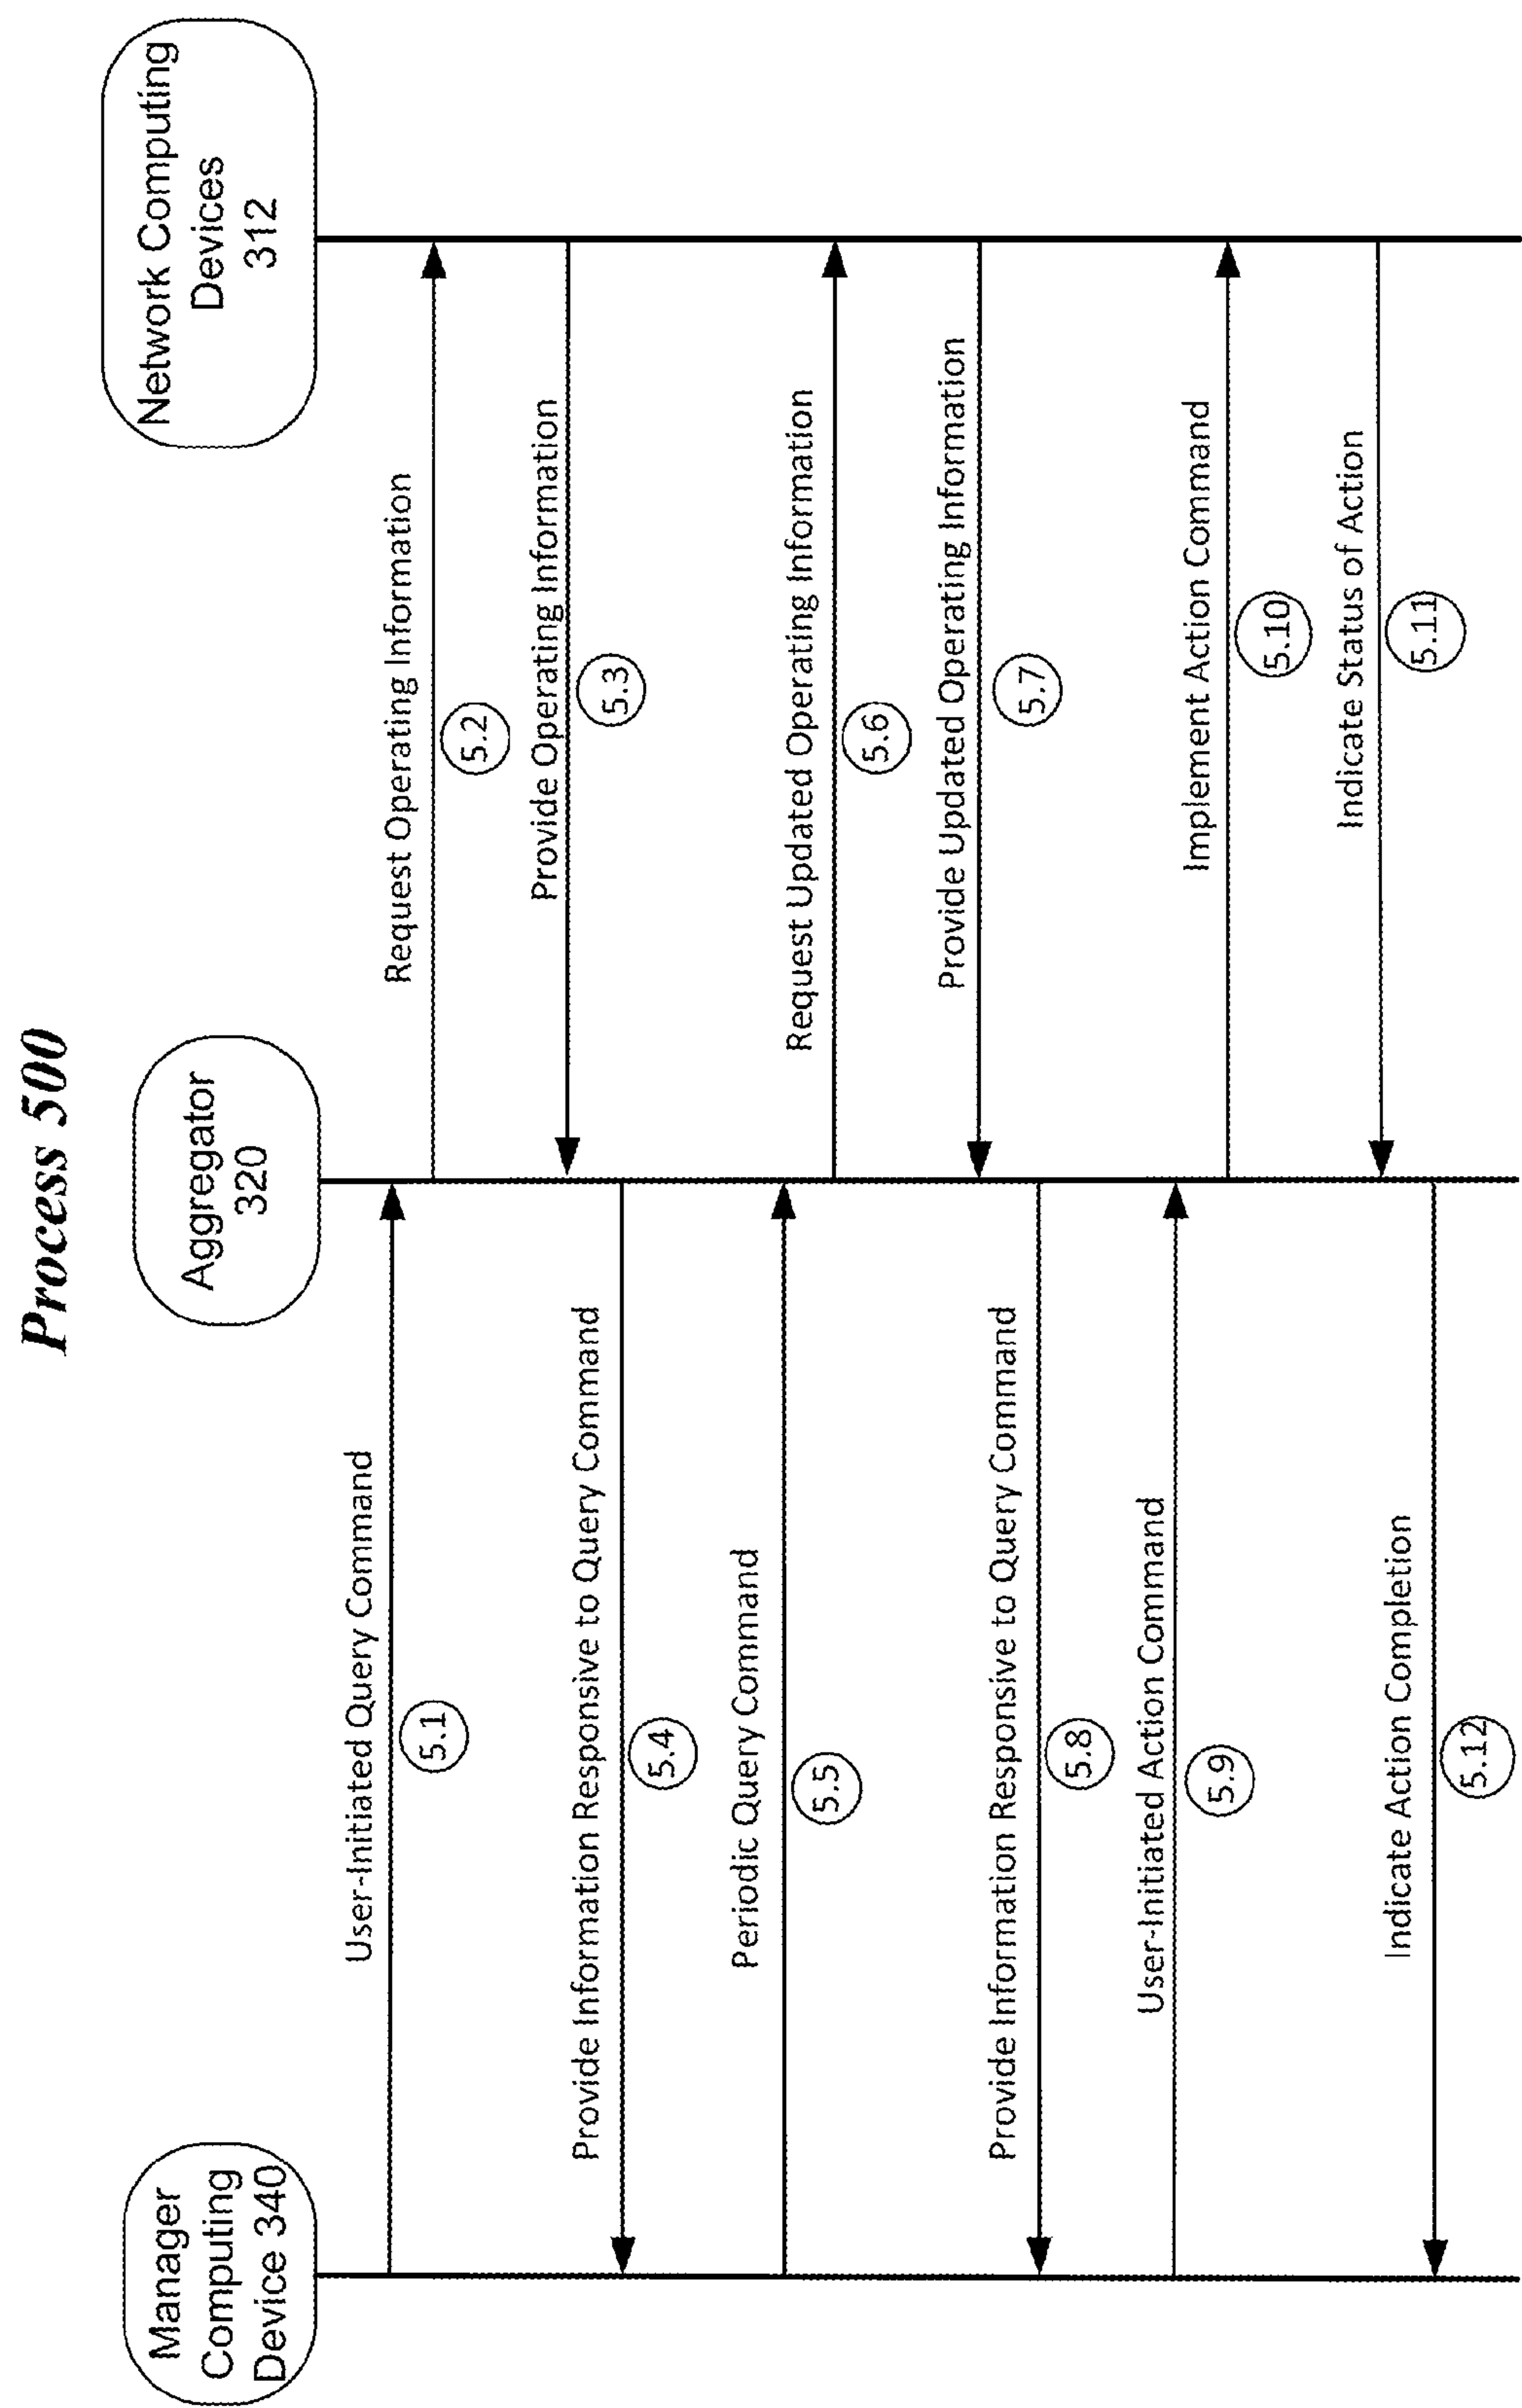 Process 500
Manager
Computing
Device 340
Aggregator
320
Network Computing
Devices
312
User-Initiated Query Command
5.1
Request Operating Information
5.2
Provide Operating Information
5.3
Provide Information Responsive to Query Command
5.4
Periodic Query Command
5.5
Request Updated Operating Information
5.6
Provide Updated Operating Information
5.7
Provide Information Responsive to Query Command
5.8
User-Initiated Action Command
5.9
Implement Action Command
5.10
Indicate Status of Action
5.11
Indicate Action Completion
5.12